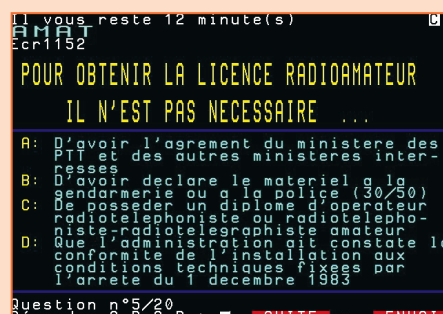 Il vous reste 12 minute(s) C
AMAT
Ecr1152
POUR OBTENIR LA LICENCE RADIOAMATEUR
IL N'EST PAS NECESSAIRE ...
A: D'avoir l'agrement du ministere des
PTT et des autres ministeres inter-
resses
B: D'avoir declare le materiel a la
gendarmerie ou a la police (30/50)
C: De posseder un diplome d'operateur
radiotelephoniste ou radiotelepho-
niste-radiotelegraphiste amateur
D: Que l'administration ait constate la
conformite de l'installation aux
conditions techniques fixees par
l'arrete du 1 decembre 1983
Question n°5/20